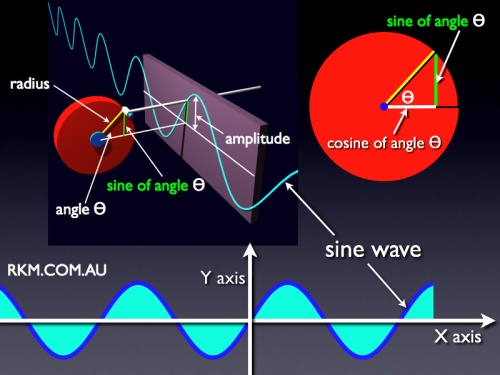 sine of angle Ɵ
radius
Ɵ
amplitude
cosine of angle Ɵ
sine of angle Ɵ
angle Ɵ
sine wave
RKM.COM.AU
Y axis
X axis